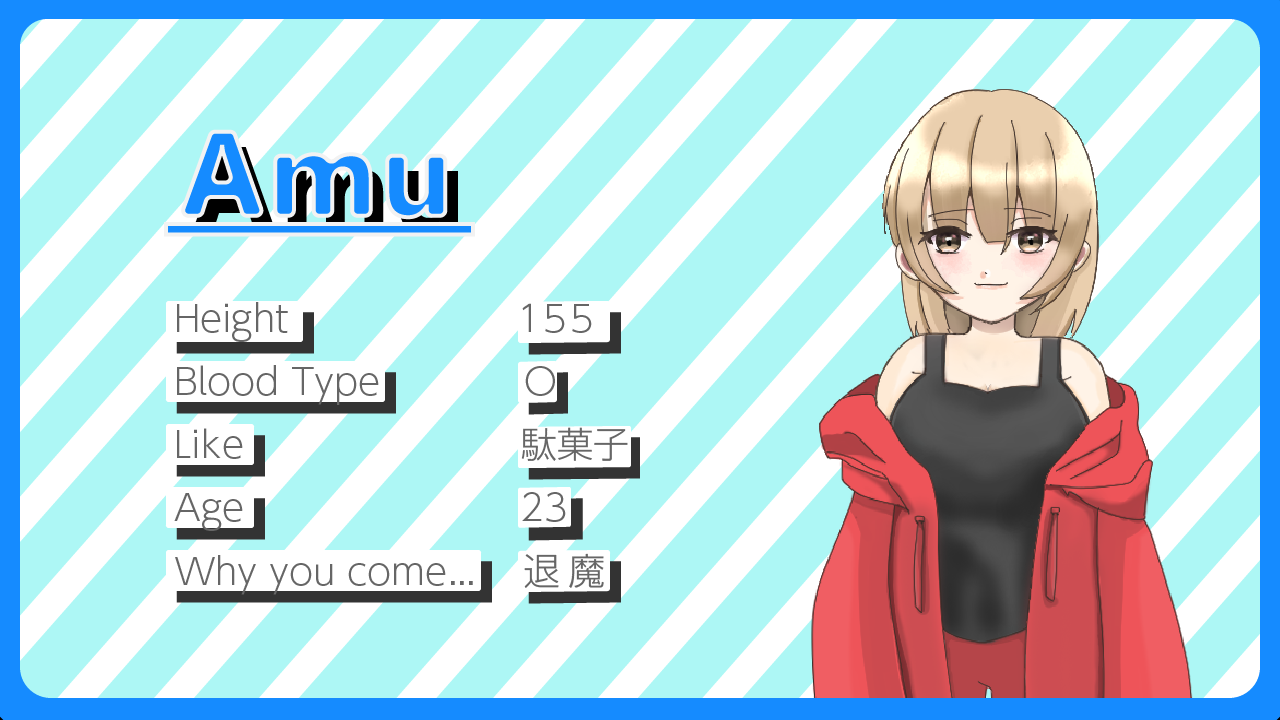 Amu
Height 155
Blood Type O
Like 駄菓子
Age 23
Why you come... 退魔